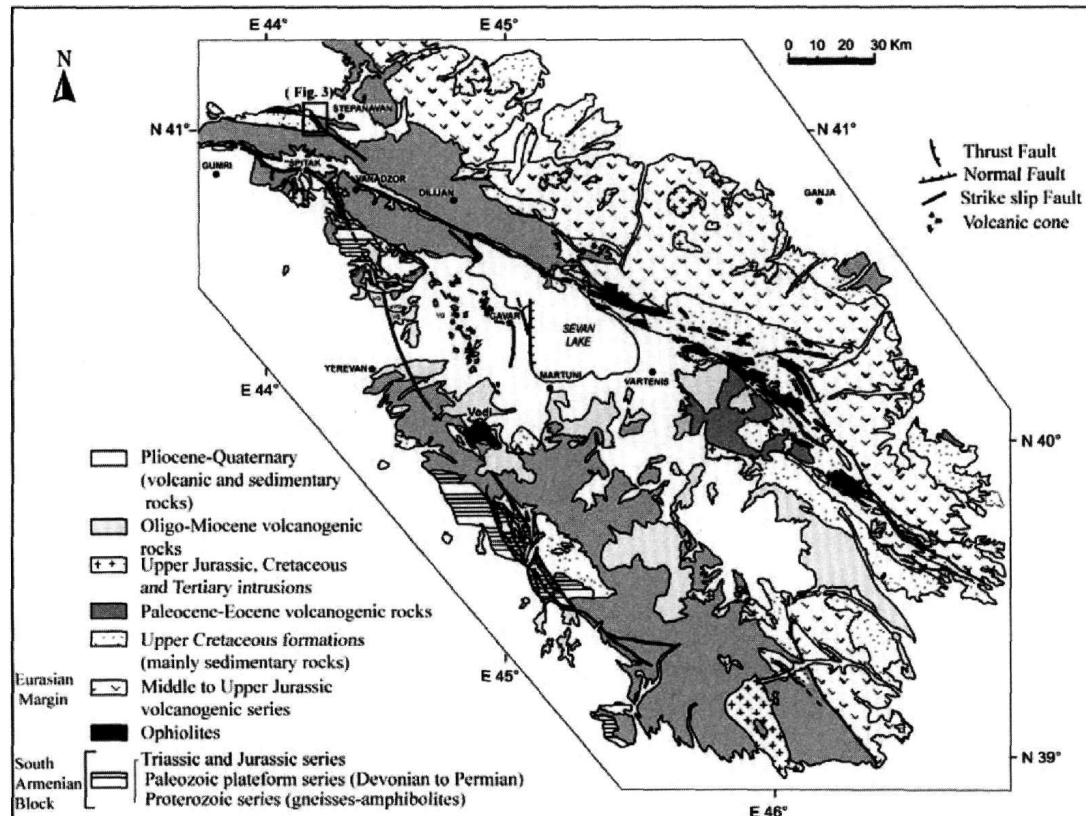 E 44°
E 45°
N
0 10 20 30 Km
( Fig. 3)
STEPANAVAN
N 41°
N 41°
GUMRI
SPITAK
VANADZOR
DILIJAN
GANJA
Thrust Fault
Normal Fault
Strike slip Fault
Volcanic cone
GAVAR
SEVAN
LAKE
E 44°
YEREVAN
MARTUNI
VARTENIS
Vedi
N 40°
Pliocene-Quaternary
(volcanic and sedimentary
rocks)
Oligo-Miocene volcanogenic
rocks
Upper Jurassic, Cretaceous
and Tertiary intrusions
Paleocene-Eocene volcanogenic rocks
Upper Cretaceous formations
(mainly sedimentary rocks)
E 45°
Eurasian
Margin
Middle to Upper Jurassic
volcanogenic series
Ophiolites
South
Armenian
Block
Triassic and Jurassic series
Paleozoic plateform series (Devonian to Permian)
Proterozoic series (gneisses-amphibolites)
N 39°
E 46°